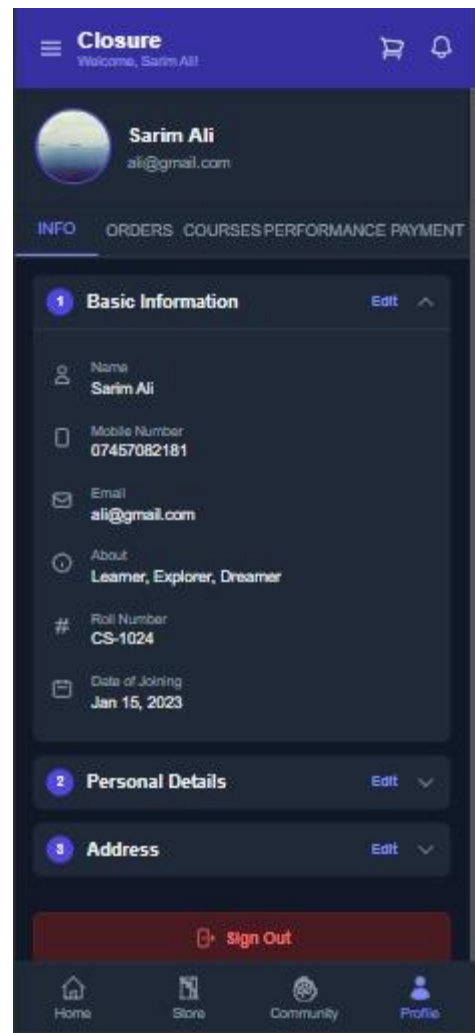 Closure
Welcome, Sarim Ali!
Sarim Ali
ali@gmail.com
INFO ORDERS COURSES PERFORMANCE PAYMENT
1 Basic Information Edit
Name
Sarim Ali
Mobile Number
07457082181
Email
ali@gmail.com
About
Learner, Explorer, Dreamer
# Roll Number
CS-1024
Date of Joining
Jan 15, 2023
2 Personal Details Edit
3 Address Edit
Sign Out
Home Store Community Profile